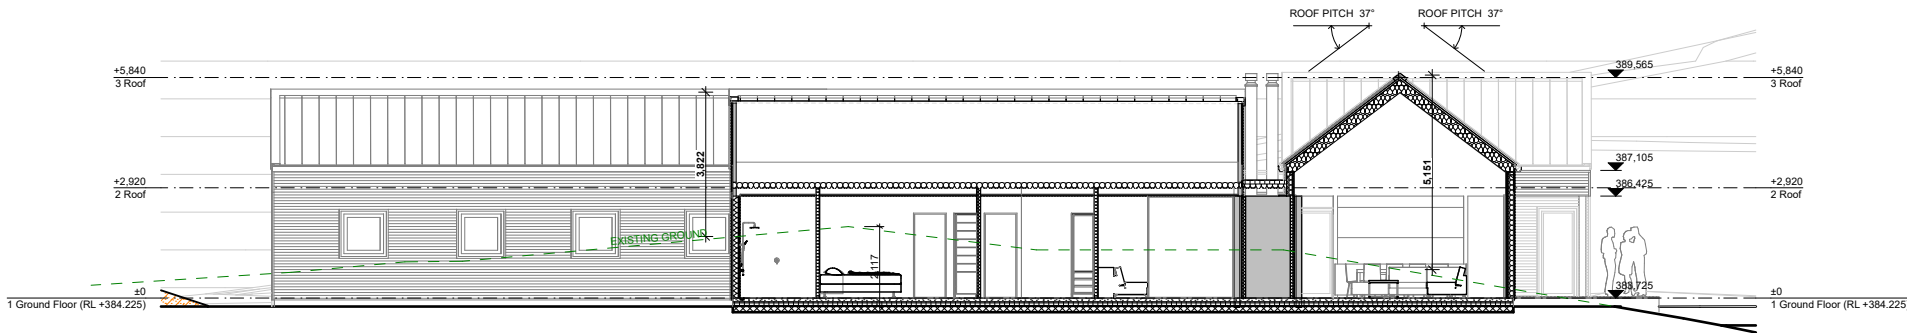 ROOF PITCH 37°
ROOF PITCH 37°
+5,840
3 Roof
389,565
+5,840
3 Roof
3,822
5,151
387,105
+2,920
2 Roof
386,425
+2,920
2 Roof
EXISTING GROUND
2,117
±0
1 Ground Floor (RL +384.225)
383,725
±0
1 Ground Floor (RL +384.225